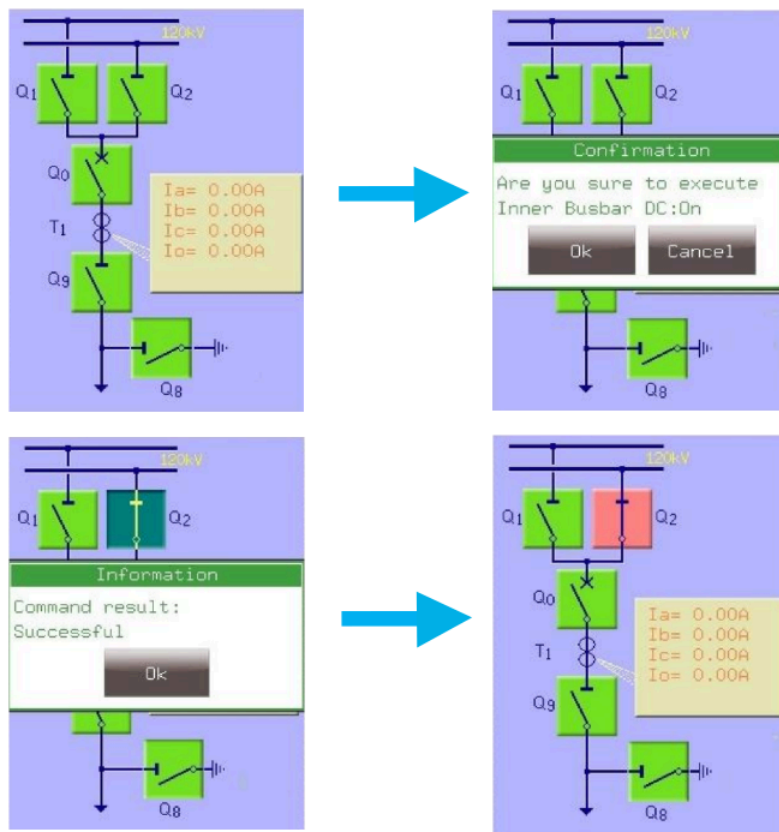 120kV
Q1
Q2
Q0
Ia= 0.00A
Ib= 0.00A
Ic= 0.00A
Io= 0.00A
T1
Q9
Q8
120kV
Q1
Q2
Confirmation
Are you sure to execute
Inner Busbar DC:On
Ok
Cancel
Q8
120kV
Q1
Q2
Information
Command result:
Successful
Ok
Q8
120kV
Q1
Q2
Q0
Ia= 0.00A
Ib= 0.00A
Ic= 0.00A
Io= 0.00A
T1
Q9
Q8